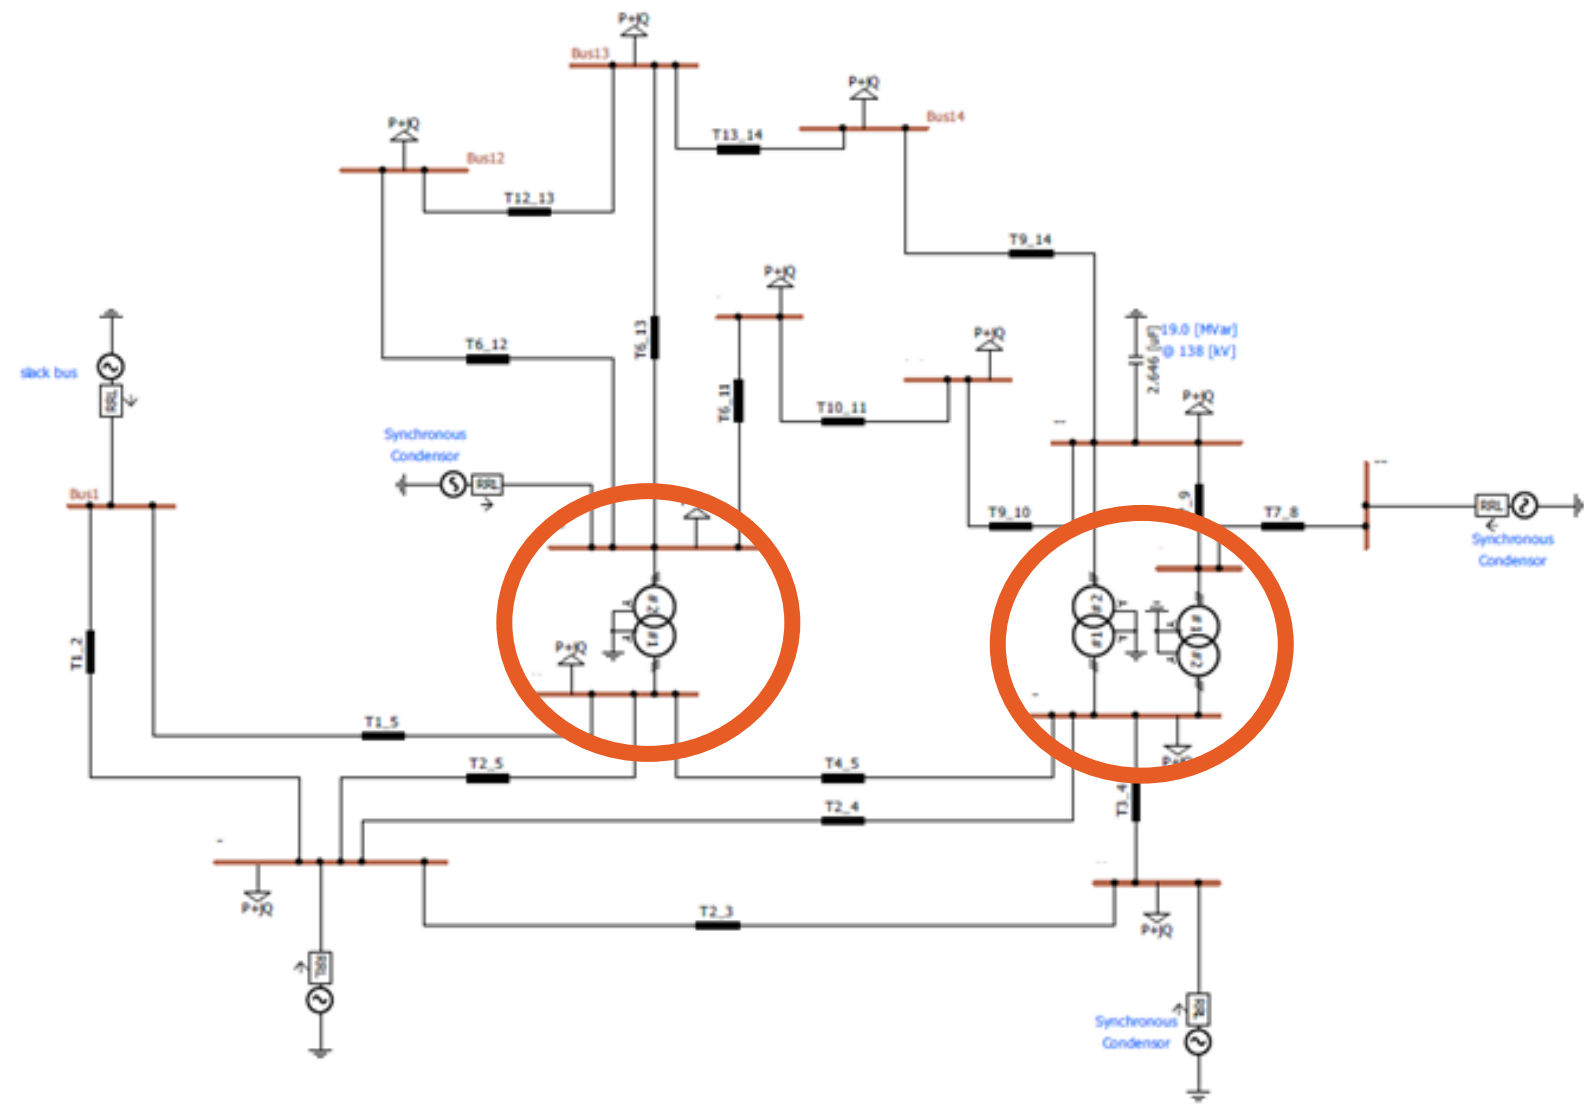 P+jQ
Bus13
P+jQ
Bus14
P+jQ
T13_14
Bus12
T12_13
T9_14
P+jQ
19.0 [MVar]
@ 138 [kV]
2.646 [uF]
T6_13
P+jQ
T6_12
slack bus
RRL
T6_11
P+jQ
T10_11
Synchronous
Condensor
RRL
Bus1
T9_10
T7_8
RRL
Synchronous
Condensor
#2
#1
2#
1#
#1
#2
T1_2
P+jQ
T1_5
T2_5
T4_5
T2_4
T3_4
P+jQ
T2_3
P+jQ
RRL
RRL
Synchronous
Condensor